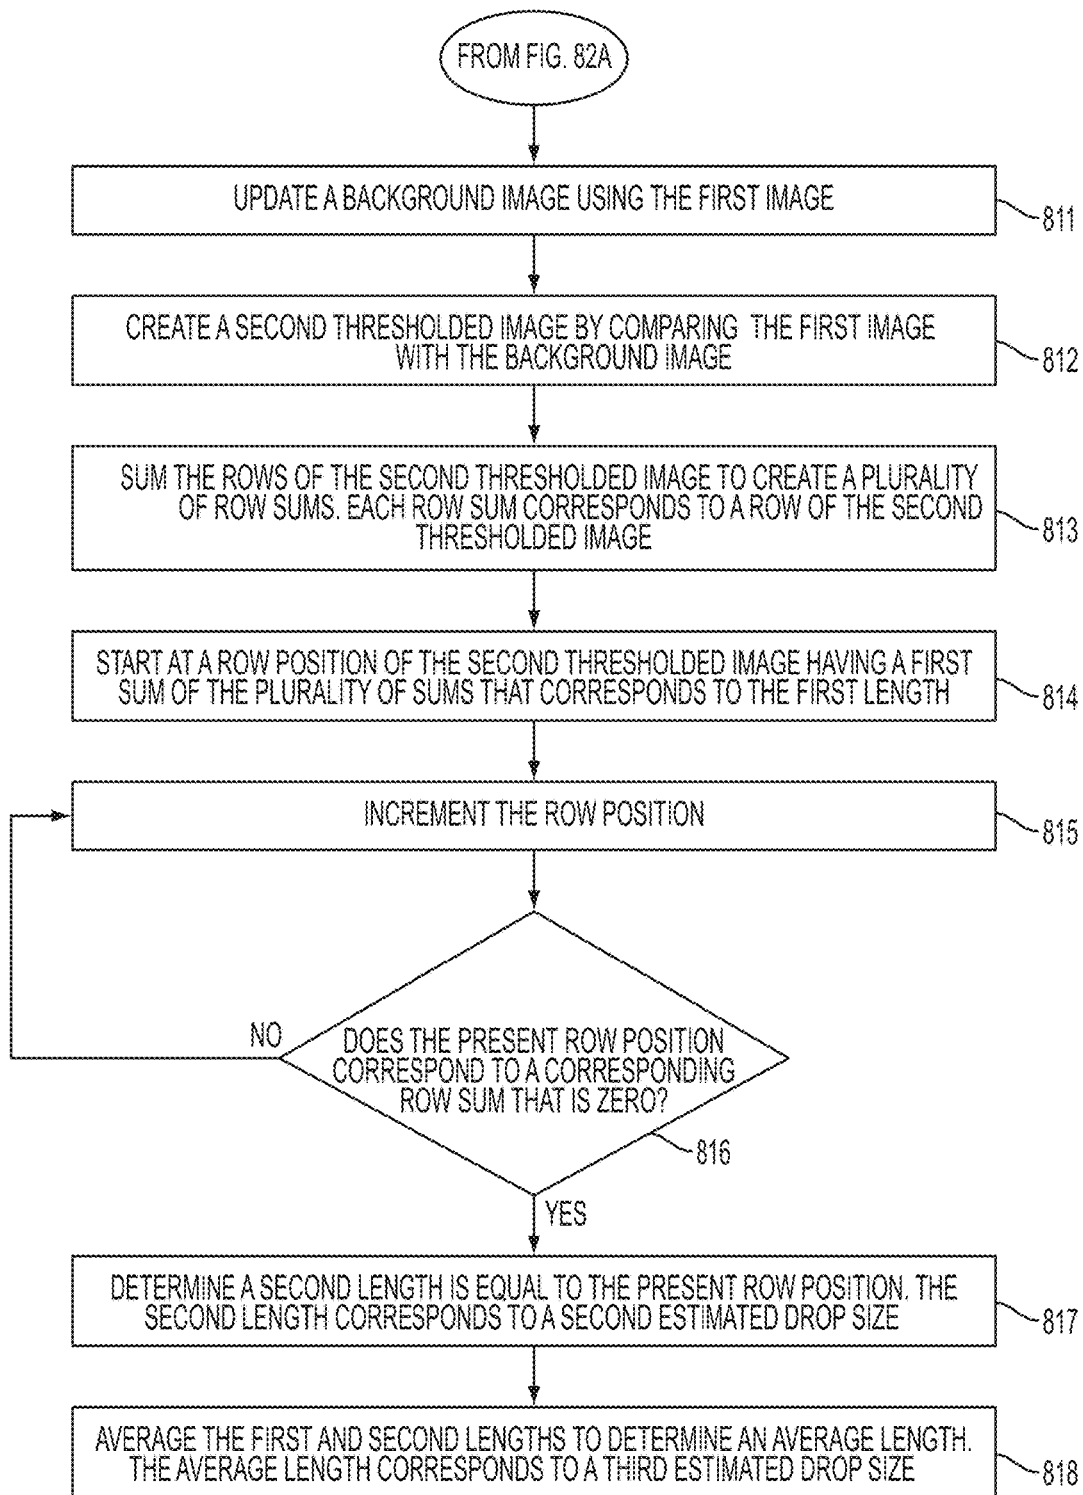 FROM FIG. 82A
UPDATE A BACKGROUND IMAGE USING THE FIRST IMAGE
811
CREATE A SECOND THRESHOLDED IMAGE BY COMPARING THE FIRST IMAGE
WITH THE BACKGROUND IMAGE
812
SUM THE ROWS OF THE SECOND THRESHOLDED IMAGE TO CREATE A PLURALITY
OF ROW SUMS. EACH ROW SUM CORRESPONDS TO A ROW OF THE SECOND
THRESHOLDED IMAGE
813
START AT A ROW POSITION OF THE SECOND THRESHOLDED IMAGE HAVING A FIRST
SUM OF THE PLURALITY OF SUMS THAT CORRESPONDS TO THE FIRST LENGTH
814
INCREMENT THE ROW POSITION
815
NO
DOES THE PRESENT ROW POSITION
CORRESPOND TO A CORRESPONDING
ROW SUM THAT IS ZERO?
816
YES
DETERMINE A SECOND LENGTH IS EQUAL TO THE PRESENT ROW POSITION. THE
SECOND LENGTH CORRESPONDS TO A SECOND ESTIMATED DROP SIZE
817
AVERAGE THE FIRST AND SECOND LENGTHS TO DETERMINE AN AVERAGE LENGTH.
THE AVERAGE LENGTH CORRESPONDS TO A THIRD ESTIMATED DROP SIZE
818